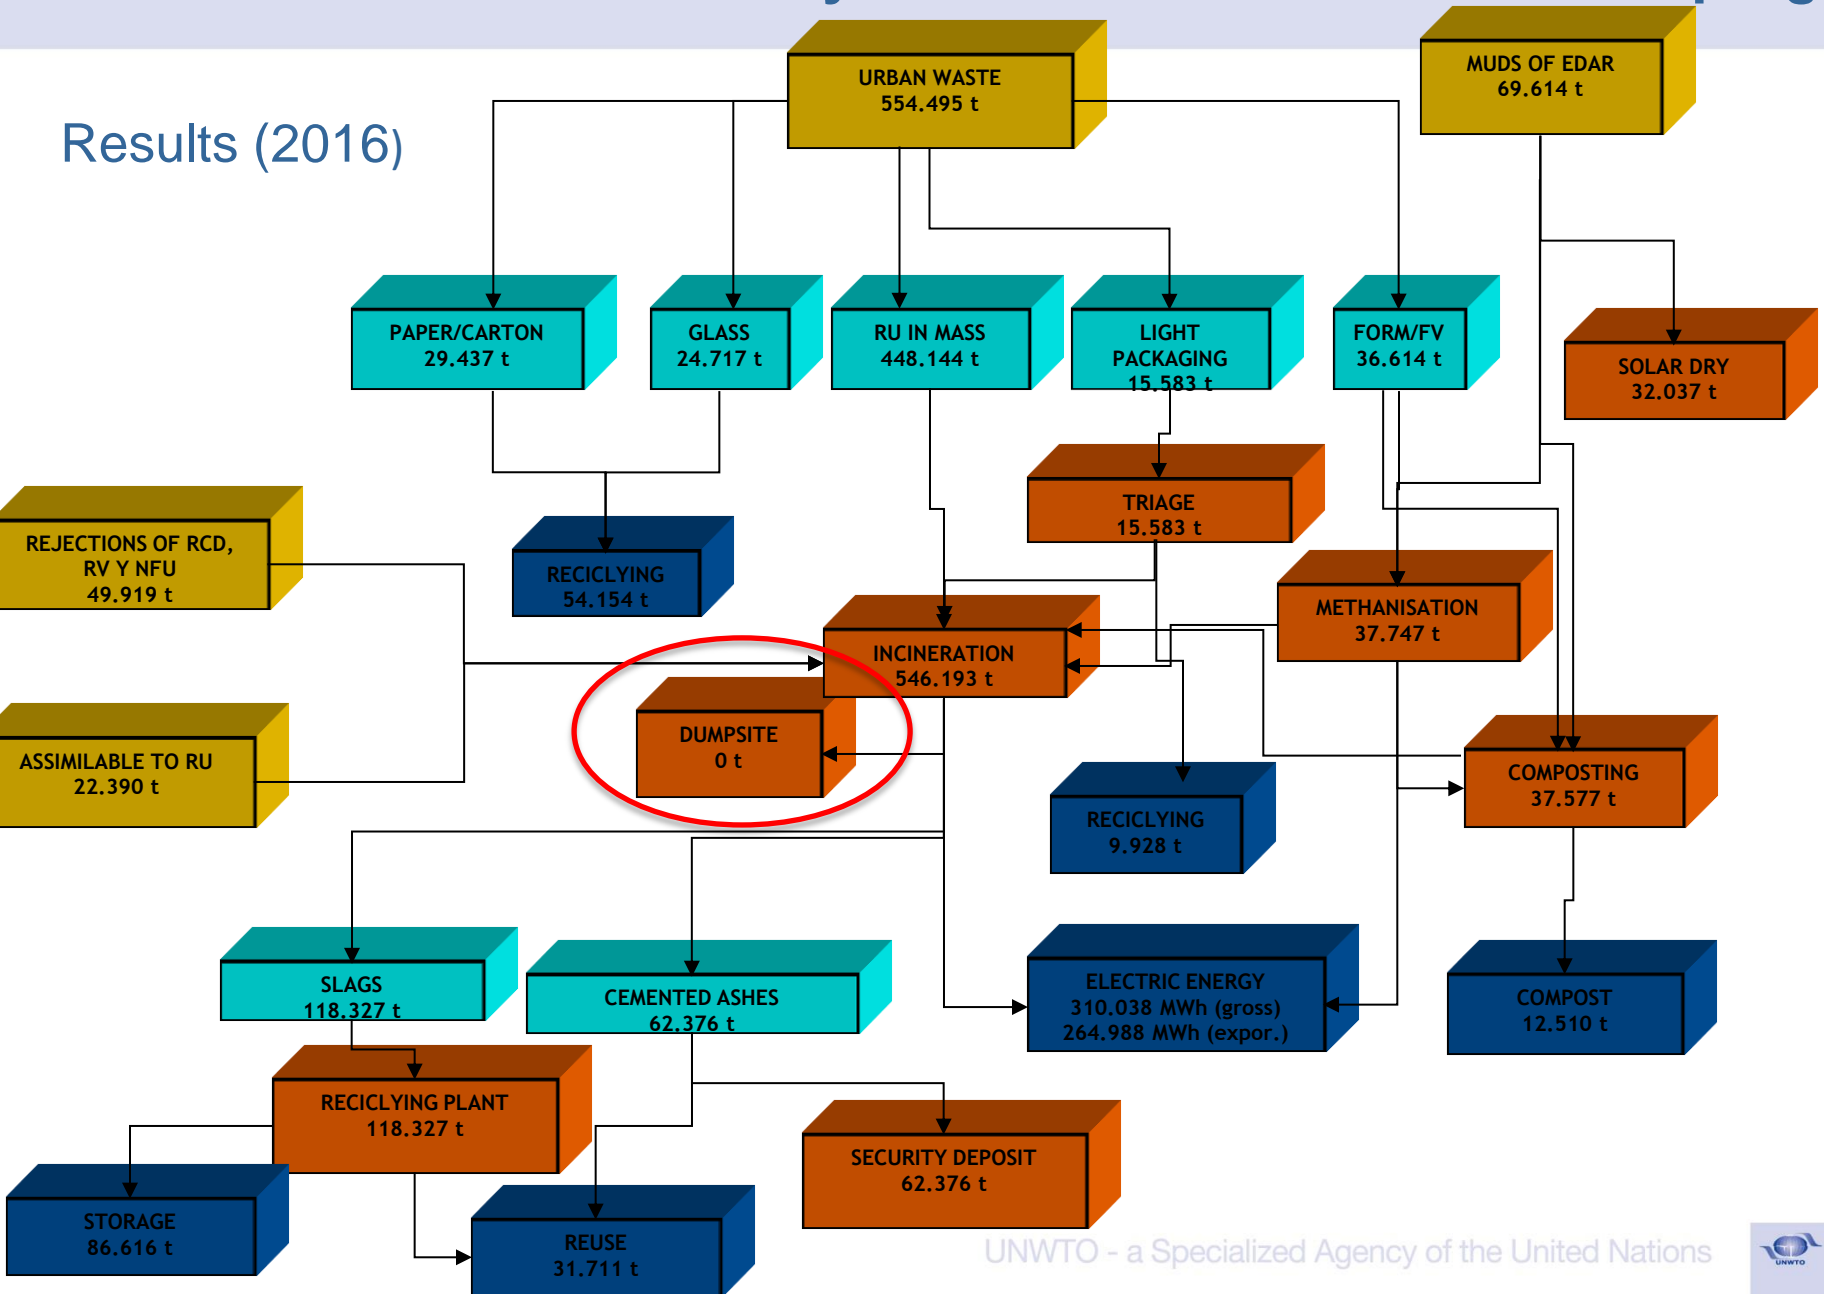 Results (2016)
URBAN WASTE
554.495 t
MUDS OF EDAR
69.614 t
PAPER/CARTON
29.437 t
GLASS
24.717 t
RU IN MASS
448.144 t
LIGHT
PACKAGING
15.583 t
FORM/FV
36.614 t
SOLAR DRY
32.037 t
TRIAGE
15.583 t
REJECTIONS OF RCD,
RV Y NFU
49.919 t
RECICLYING
54.154 t
METHANISATION
37.747 t
INCINERATION
546.193 t
DUMPSITE
0 t
ASSIMILABLE TO RU
22.390 t
COMPOSTING
37.577 t
RECICLYING
9.928 t
SLAGS
118.327 t
CEMENTED ASHES
62.376 t
ELECTRIC ENERGY
310.038 MWh (gross)
264.988 MWh (expor.)
COMPOST
12.510 t
RECICLYING PLANT
118.327 t
SECURITY DEPOSIT
62.376 t
STORAGE
86.616 t
REUSE
31.711 t
UNWTO - a Specialized Agency of the United Nations
UNWTO